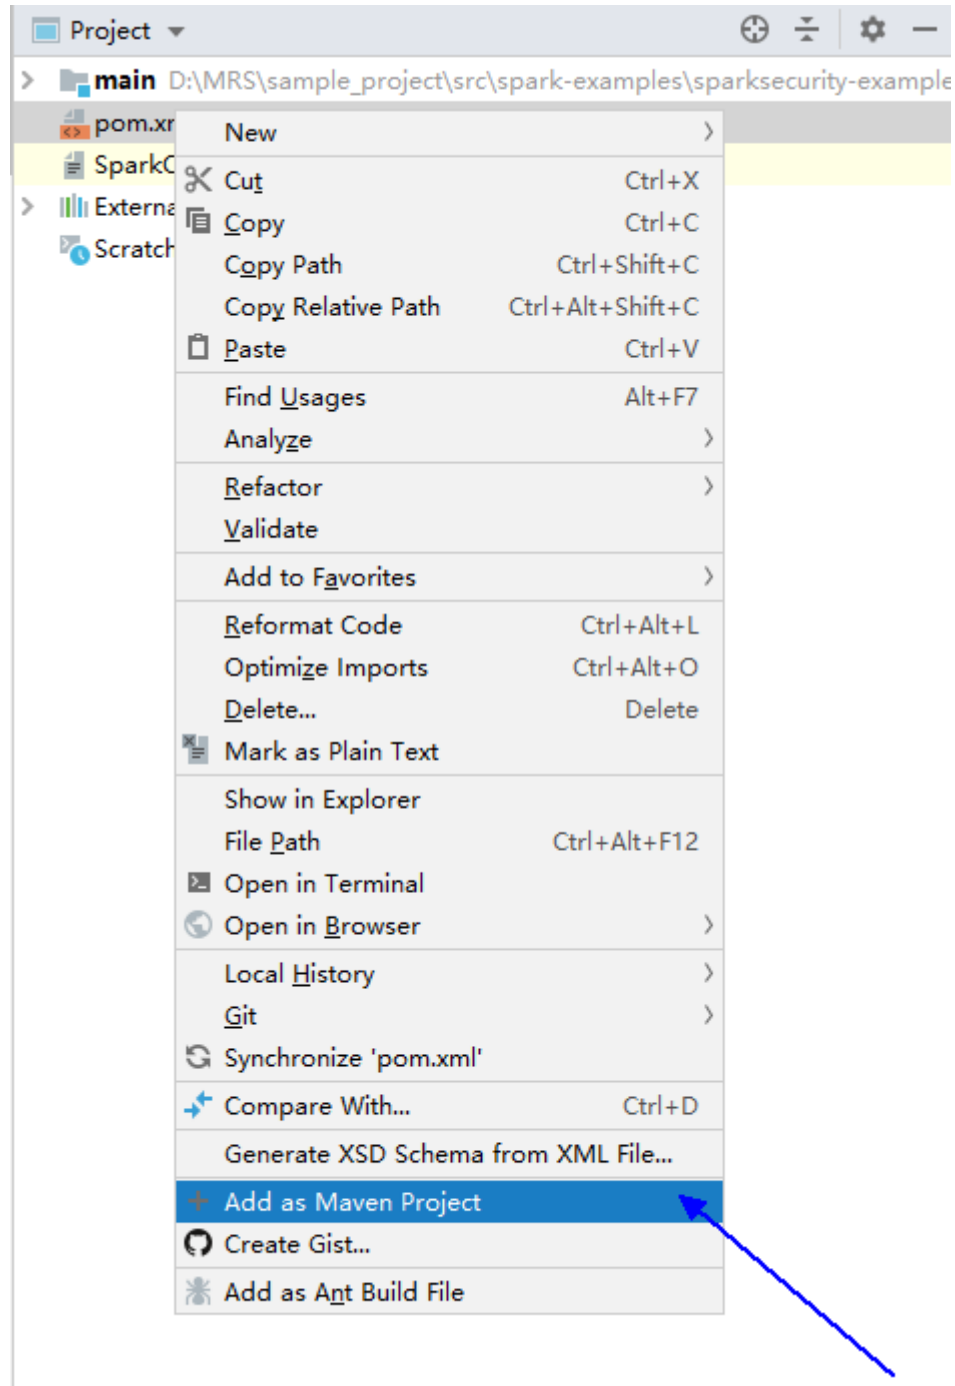 Project
main D:\MRS\sample_project\src\spark-examples\sparksecurity-example
pom.xm
New
SparkC
Cut Ctrl+X
Externa
Copy Ctrl+C
Scratch
Copy Path Ctrl+Shift+C
Copy Relative Path Ctrl+Alt+Shift+C
Paste Ctrl+V
Find Usages Alt+F7
Analyze
Refactor
Validate
Add to Favorites
Reformat Code Ctrl+Alt+L
Optimize Imports Ctrl+Alt+O
Delete... Delete
Mark as Plain Text
Show in Explorer
File Path Ctrl+Alt+F12
Open in Terminal
Open in Browser
Local History
Git
Synchronize 'pom.xml'
Compare With... Ctrl+D
Generate XSD Schema from XML File...
Add as Maven Project
Create Gist...
Add as Ant Build File